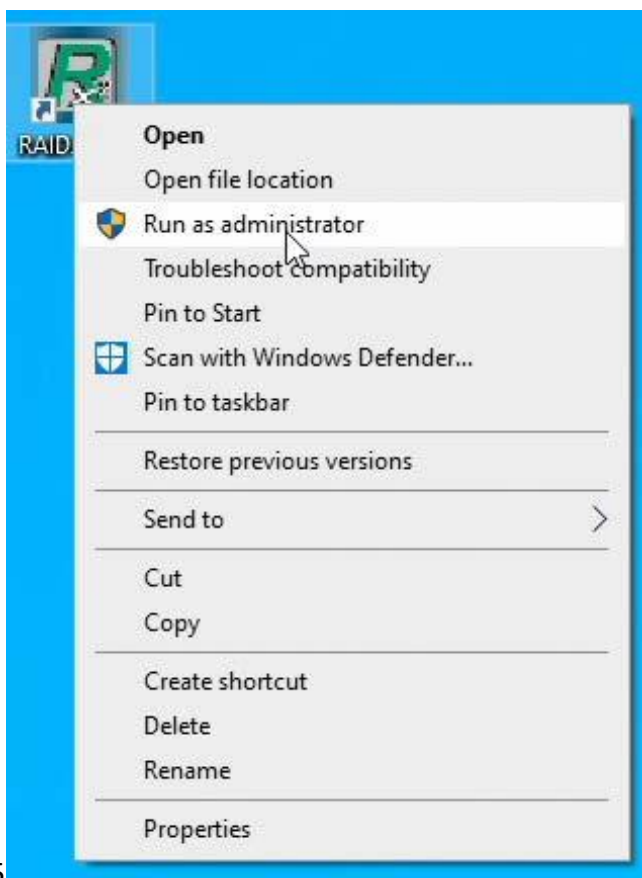 RAID
Open
Open file location
Run as administrator
Troubleshoot compatibility
Pin to Start
Scan with Windows Defender...
Pin to taskbar
Restore previous versions
Send to
Cut
Copy
Create shortcut
Delete
Rename
Properties